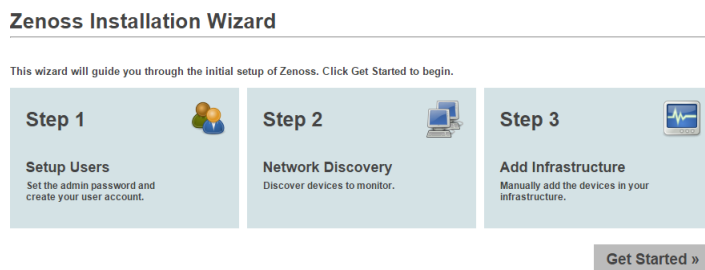 Zenoss Installation Wizard
This wizard will guide you through the initial setup of Zenoss. Click Get Started to begin.
Step 1
Setup Users
Set the admin password and
create your user account.
Step 2
Network Discovery
Discover devices to monitor.
Step 3
Add Infrastructure
Manually add the devices in your
infrastructure.
Get Started »